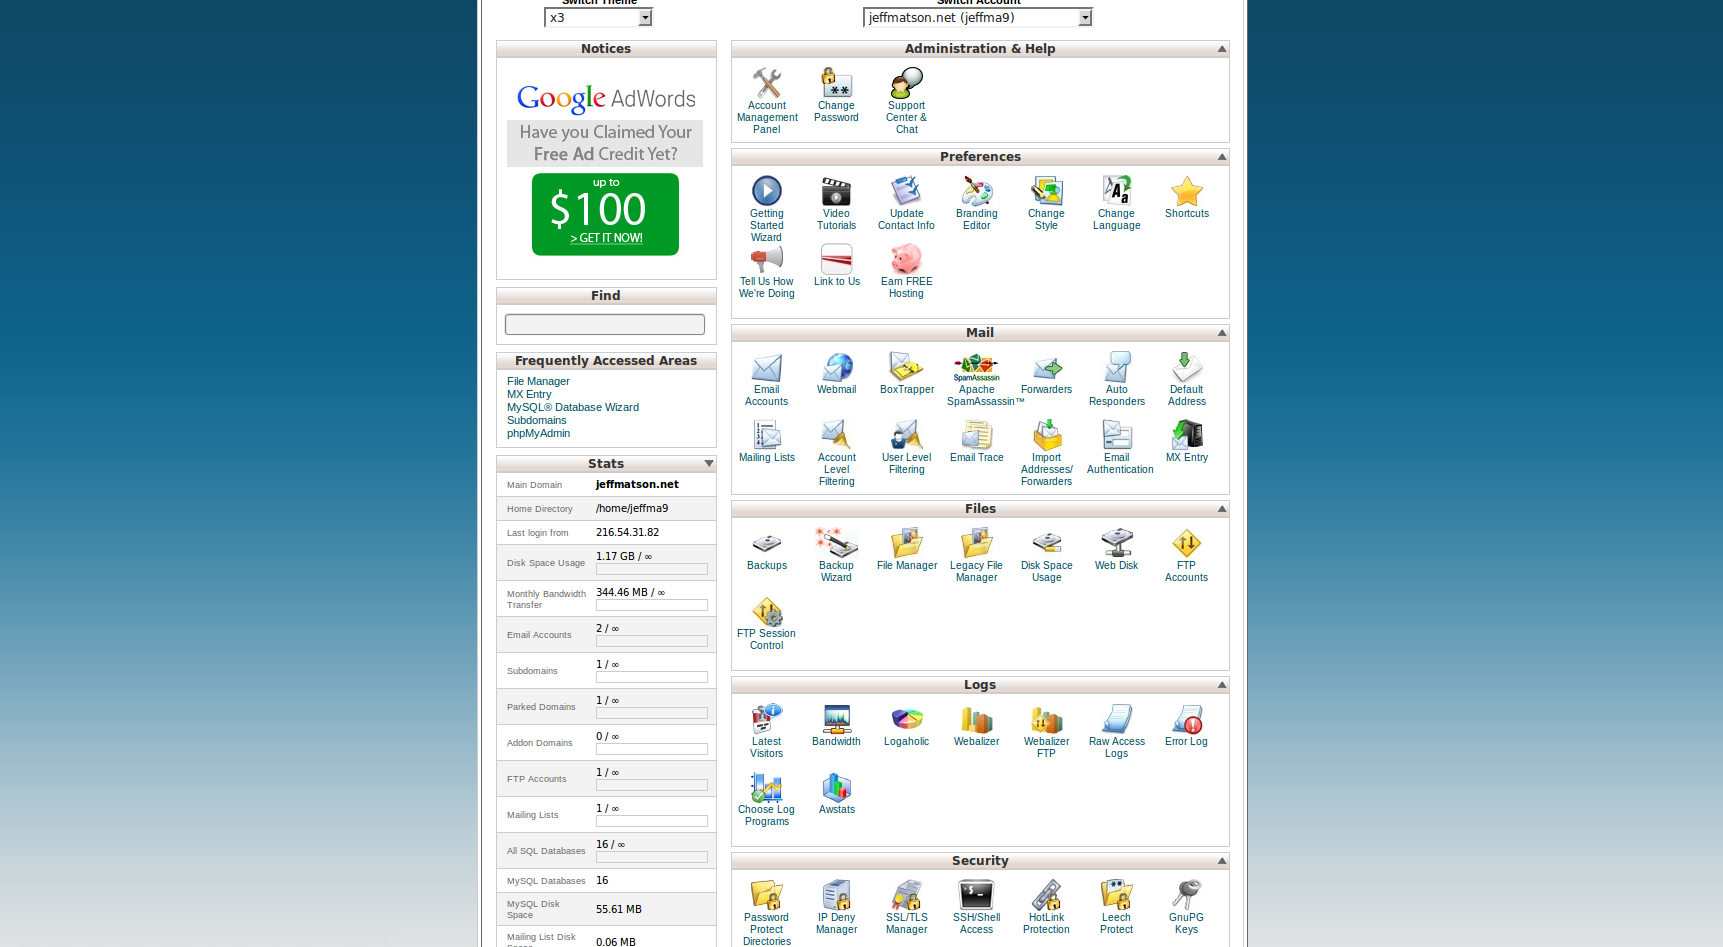 Switch Theme
x3
Switch Account
jeffmatson.net (jeffma9)
Notices
Google AdWords
Have you Claimed Your
Free Ad Credit Yet?
up to
$100
> GET IT NOW!
Find
Frequently Accessed Areas
File Manager
MX Entry
MySQL® Database Wizard
Subdomains
phpMyAdmin
Stats
Main Domain jeffmatson.net
Home Directory /home/jeffma9
Last login from 216.54.31.82
Disk Space Usage 1.17 GB / ∞
Monthly Bandwidth
Transfer
344.46 MB / ∞
Email Accounts 2 / ∞
Subdomains 1 / ∞
Parked Domains 1 / ∞
Addon Domains 0 / ∞
FTP Accounts 1 / ∞
Mailing Lists 1 / ∞
All SQL Databases 16 / ∞
MySQL Databases 16
MySQL Disk
Space
55.61 MB
Mailing List Disk
0.06 MB
Administration & Help
Account
Management
Panel
Change
Password
Support
Center &
Chat
Preferences
Getting
Started
Wizard
Video
Tutorials
Update
Contact Info
Branding
Editor
Change
Style
Change
Language
Shortcuts
Tell Us How
We're Doing
Link to Us
Earn FREE
Hosting
Mail
Email
Accounts
Webmail
BoxTrapper
SpamAssassin
Apache
SpamAssassin™
Forwarders
Auto
Responders
Default
Address
Mailing Lists
Account
Level
Filtering
User Level
Filtering
Email Trace
Import
Addresses/
Forwarders
Email
Authentication
MX Entry
Files
Backups
Backup
Wizard
File Manager
Legacy File
Manager
Disk Space
Usage
Web Disk
FTP
Accounts
FTP Session
Control
Logs
Latest
Visitors
Bandwidth
Logaholic
Webalizer
Webalizer
FTP
Raw Access
Logs
Error Log
Choose Log
Programs
Awstats
Security
Password
Protect
Directories
IP Deny
Manager
SSL/TLS
Manager
SSH/Shell
Access
HotLink
Protection
Leech
Protect
GnuPG
Keys